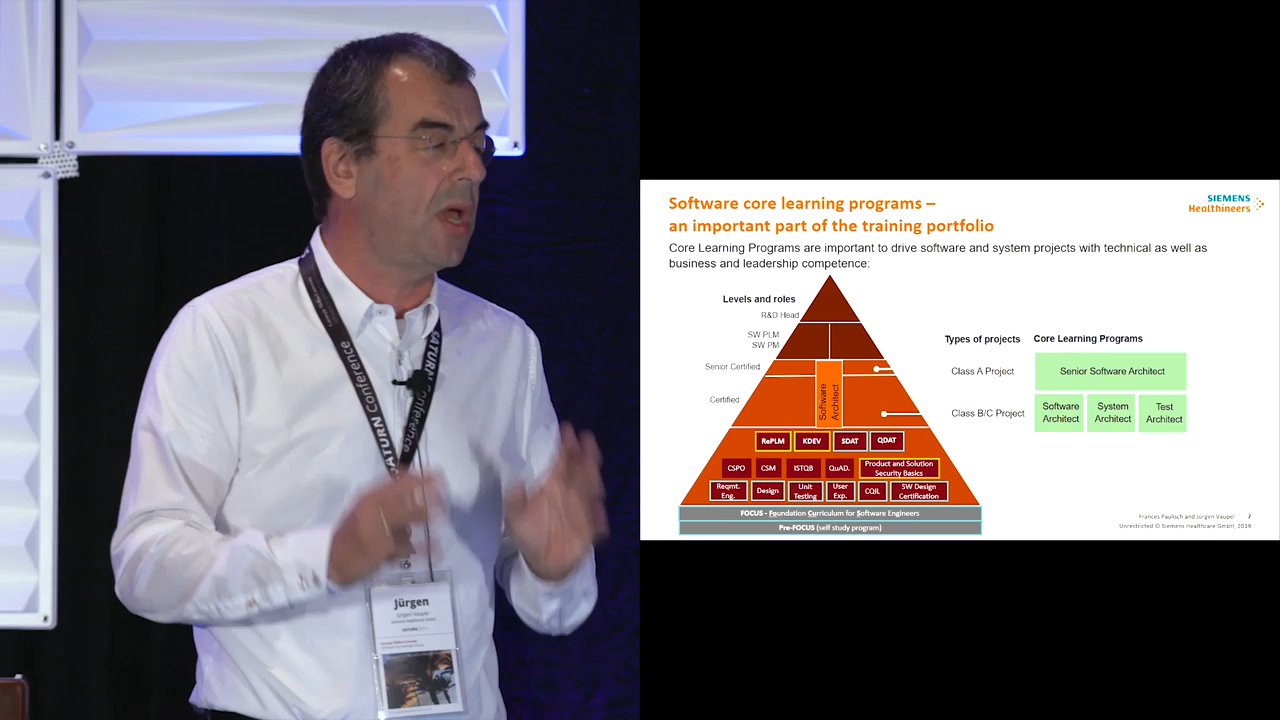 SATURN Conference
SATURN Conference
Jürgen
Jürgen Vaupel
Software core learning programs –
an important part of the training portfolio
SIEMENS
Healthineers
Core Learning Programs are important to drive software and system projects with technical as well as
business and leadership competence:
Levels and roles
R&D Head
SW PLM
SW PM
Senior Certified
Certified
Software
Architect
RePLM KDEV SDAT QDAT
CSPO CSM ISTQB QuAD. Product and Solution
Security Basics
Reqmt.
Eng.
Design
Unit
Testing
User
Exp.
CQIL
SW Design
Certification
FOCUS - Foundation Curriculum for Software Engineers
Pre-FOCUS (self study program)
Types of projects Core Learning Programs
Class A Project Senior Software Architect
Class B/C Project
Software
Architect
System
Architect
Test
Architect
Frances Paulisch and Jürgen Vaupel 7
Unrestricted © Siemens Healthcare GmbH, 2019